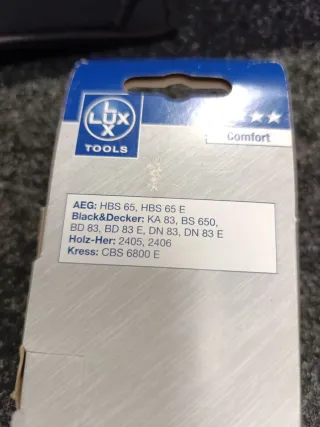 LUX
LUX
TOOLS
Comfort
AEG: HBS 65, HBS 65 E
Black&Decker: KA 83, BS 650,
BD 83, BD 83 E, DN 83, DN 83 E
Holz-Her: 2405, 2406
Kress: CBS 6800 E